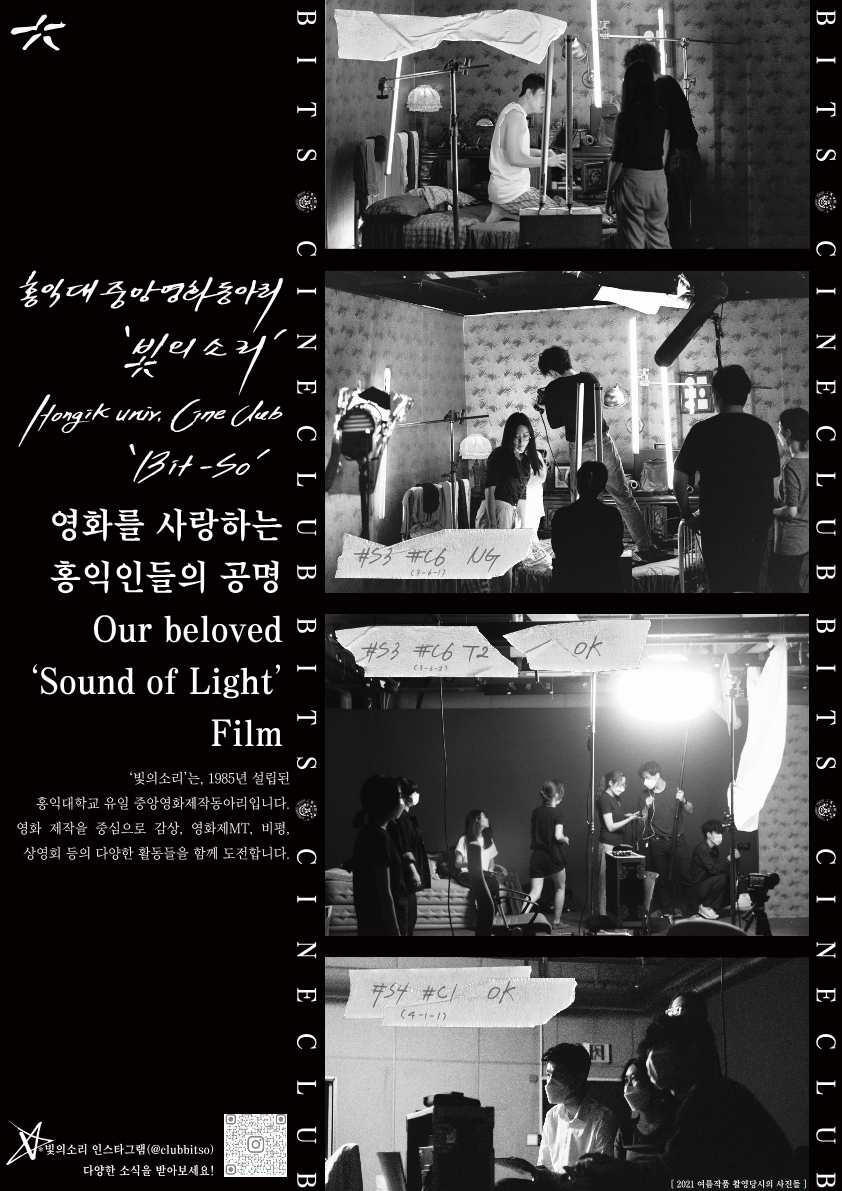 홍익대 중앙영화동아리
‘빛의 소리’
Hongik univ. Cine Club
‘Bit-So’
영화를 사랑하는
홍익인들의 공명
Our beloved
‘Sound of Light’
Film
‘빛의소리’는, 1985년 설립된
홍익대학교 유일 중앙영화제작동아리입니다.
영화 제작을 중심으로 감상, 영화제MT, 비평,
상영회 등의 다양한 활동들을 함께 도전합니다.
*빛의소리 인스타그램(@clubbitso)
다양한 소식을 받아보세요!
BITS CINECLUB BITS CINECLUB
#S3 #C6 NG
(3-6-1)
#S3 #C6 T2 OK
(3-6-2)
#S4 #C1 OK
(4-1-1)
[ 2021 여름작품 촬영당시의 사진들 ]
BITS CINECLUB BITS CINECLUB